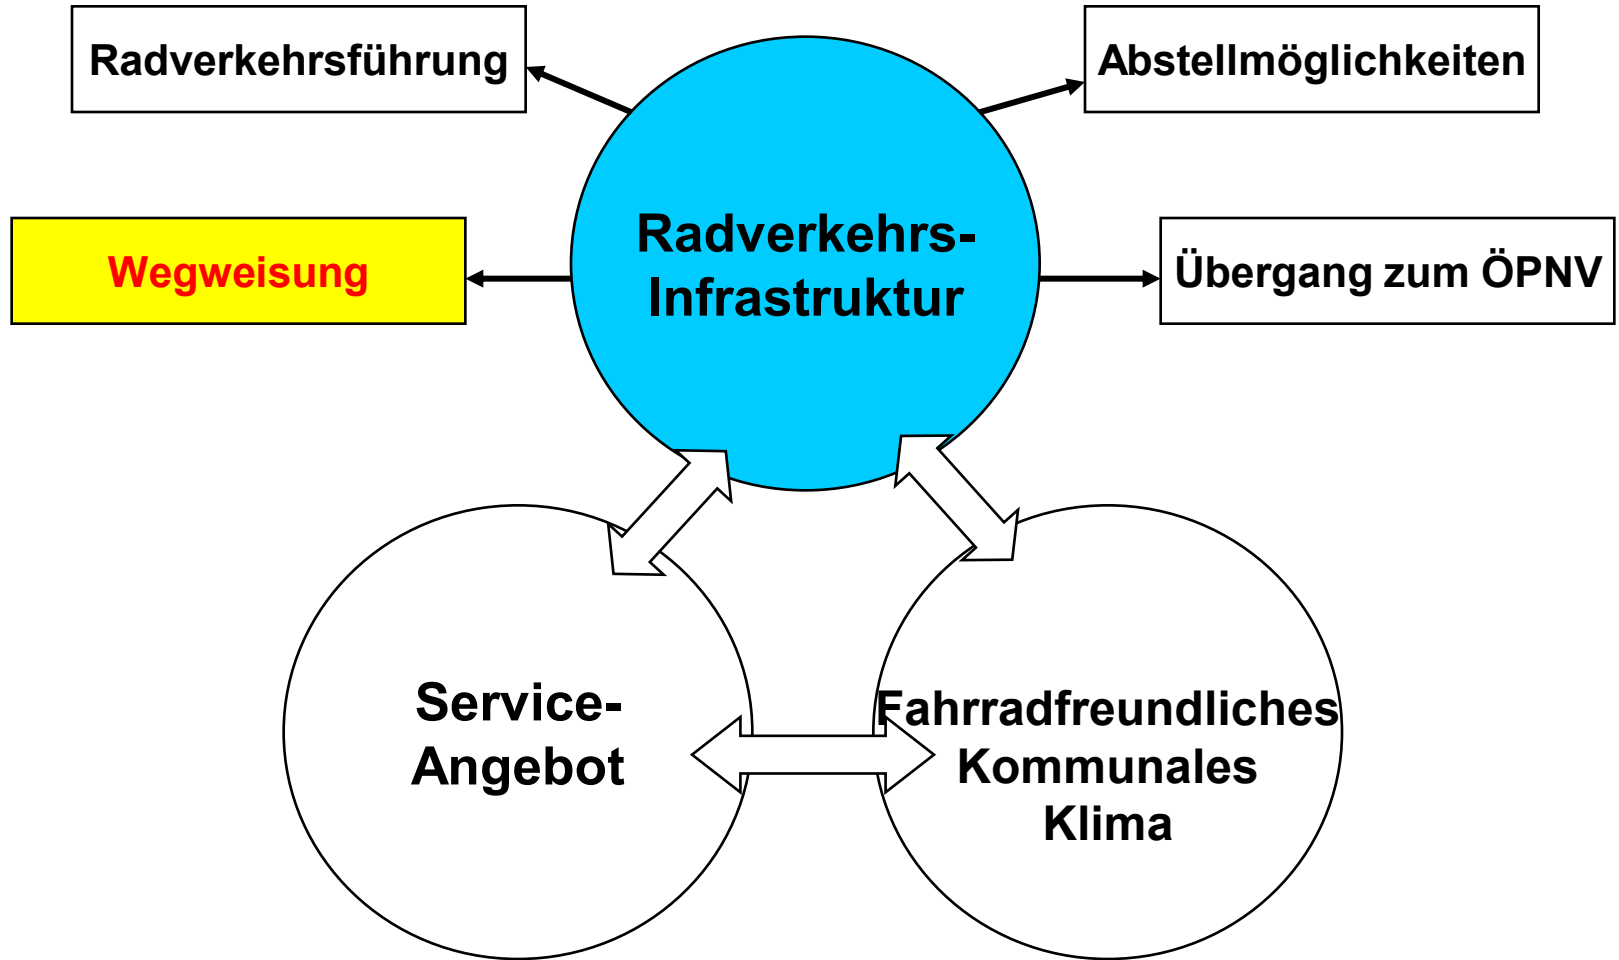 Radverkehrsführung
Abstellmöglichkeiten
Radverkehrs-
Infrastruktur
Wegweisung
Übergang zum ÖPNV
Service-
Angebot
Fahrradfreundliches
Kommunales
Klima